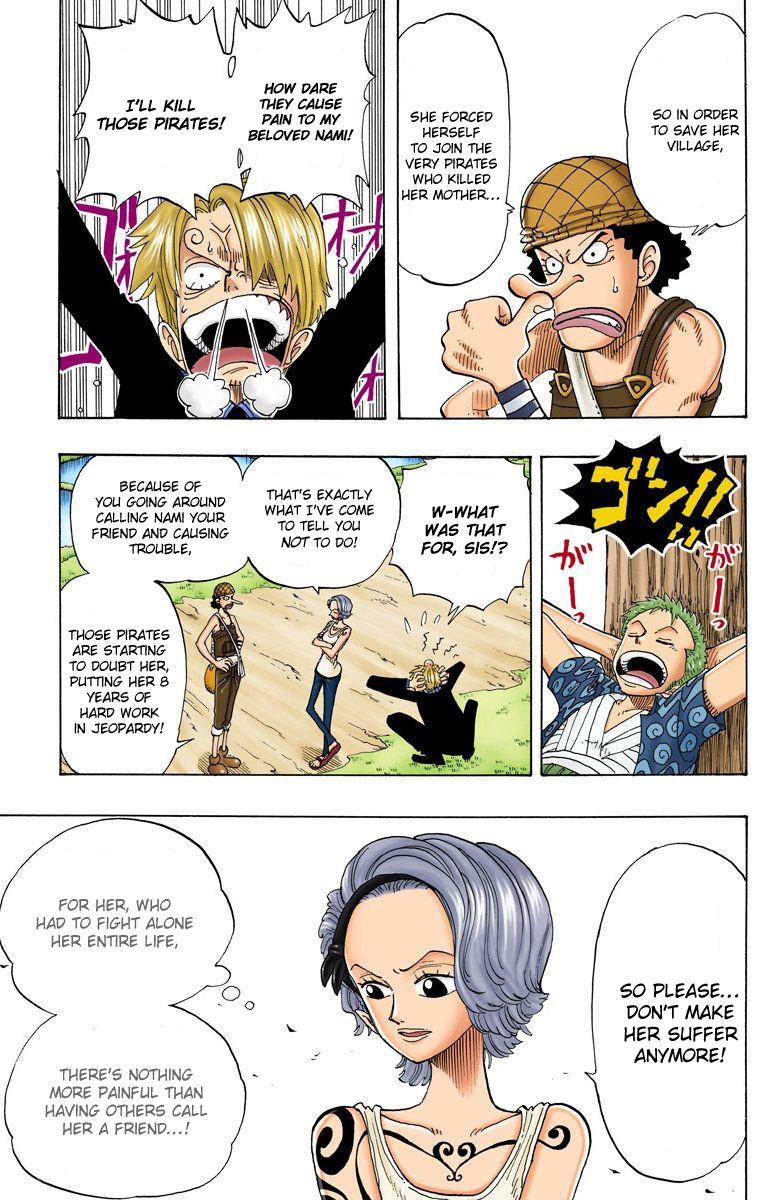 SO IN ORDER
TO SAVE HER
VILLAGE,
SHE FORCED
HERSELF
TO JOIN THE
VERY PIRATES
WHO KILLED
HER MOTHER...
HOW DARE
THEY CAUSE
PAIN TO MY
BELOVED NAMI!
I'LL KILL
THOSE PIRATES!
ブオ
オオ
ゴン!!
がーっ
がーっ
W-WHAT
WAS THAT
FOR, SIS!?
THAT'S EXACTLY
WHAT I'VE COME
TO TELL YOU
NOT TO DO!
BECAUSE OF
YOU GOING AROUND
CALLING NAMI YOUR
FRIEND AND CAUSING
TROUBLE,
THOSE PIRATES
ARE STARTING
TO DOUBT HER,
PUTTING HER 8
YEARS OF
HARD WORK
IN JEOPARDY!
SO PLEASE...
DON'T MAKE
HER SUFFER
ANYMORE!
FOR HER, WHO
HAD TO FIGHT ALONE
HER ENTIRE LIFE,
THERE'S NOTHING
MORE PAINFUL THAN
HAVING OTHERS CALL
HER A FRIEND...!